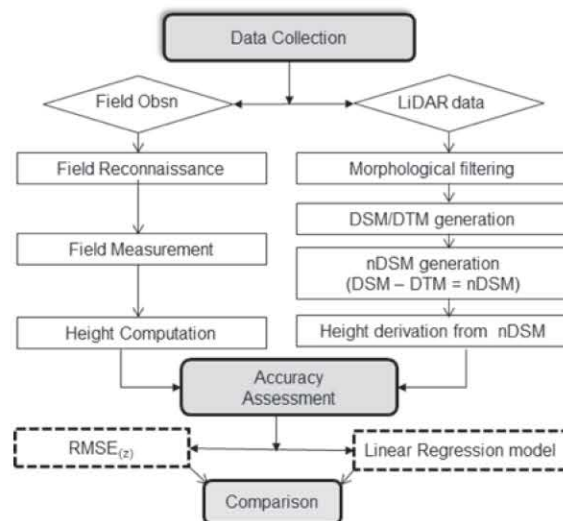 Data Collection
Field Obsn
LiDAR data
Field Reconnaissance
Morphological filtering
DSM/DTM generation
Field Measurement
nDSM generation
(DSM – DTM = nDSM)
Height Computation
Height derivation from nDSM
Accuracy
Assessment
RMSE(z)
Linear Regression model
Comparison